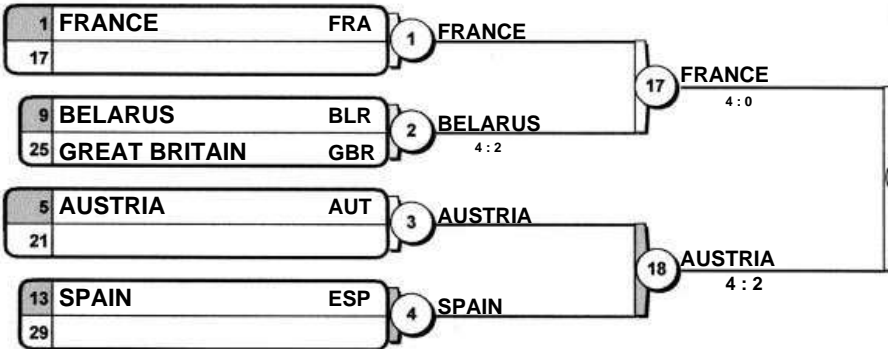 1 FRANCE FRA
17
1 FRANCE
9 BELARUS BLR
25 GREAT BRITAIN GBR
2 BELARUS
4 : 2
17 FRANCE
4 : 0
5 AUSTRIA AUT
21
3 AUSTRIA
13 SPAIN ESP
29
4 SPAIN
18 AUSTRIA
4 : 2